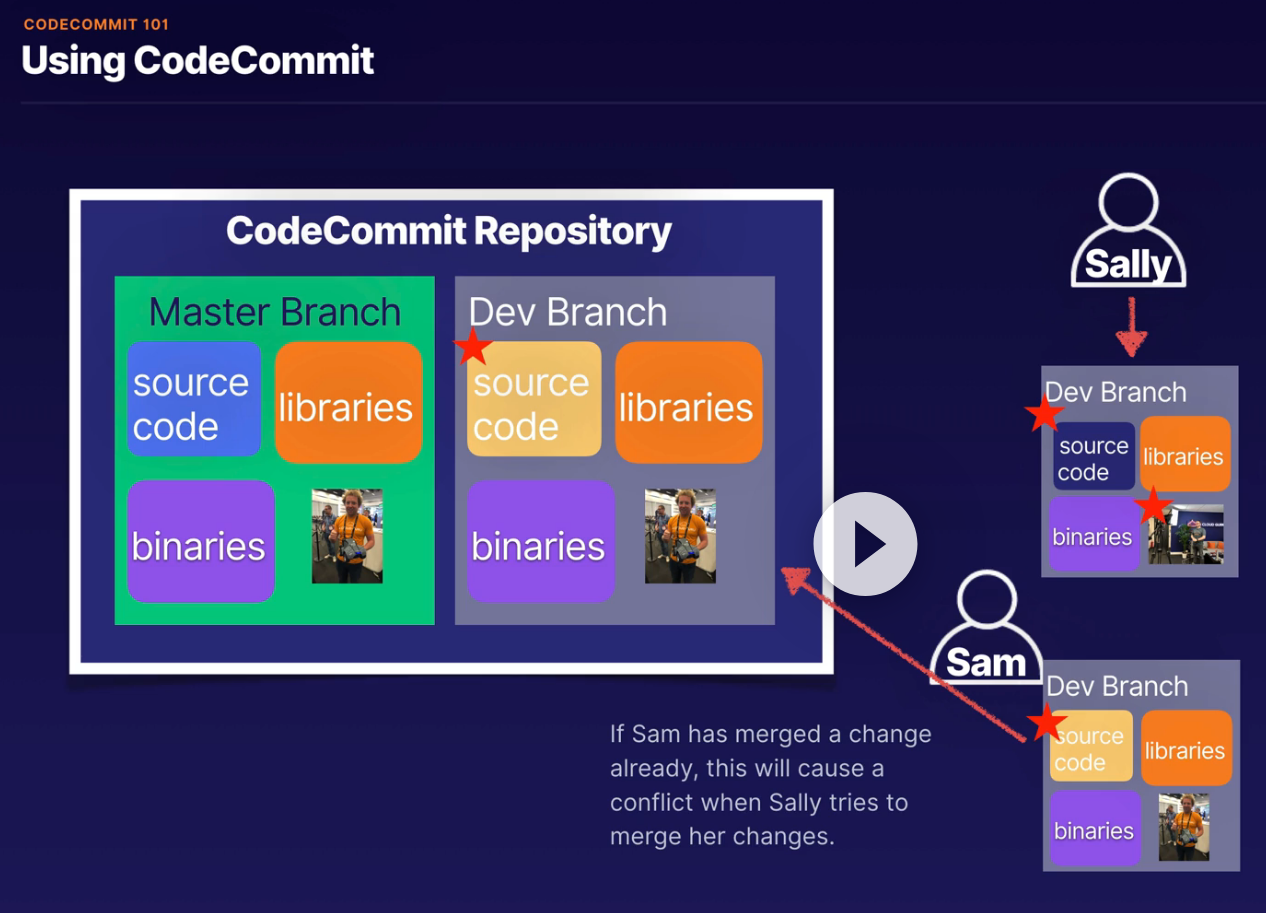 CODECOMMIT 101
Using CodeCommit
CodeCommit Repository
Master Branch
source
code
libraries
binaries
Dev Branch
source
code
libraries
binaries
Sally
Dev Branch
source
code
libraries
binaries
Sam
Dev Branch
source
code
libraries
binaries
If Sam has merged a change
already, this will cause a
conflict when Sally tries to
merge her changes.